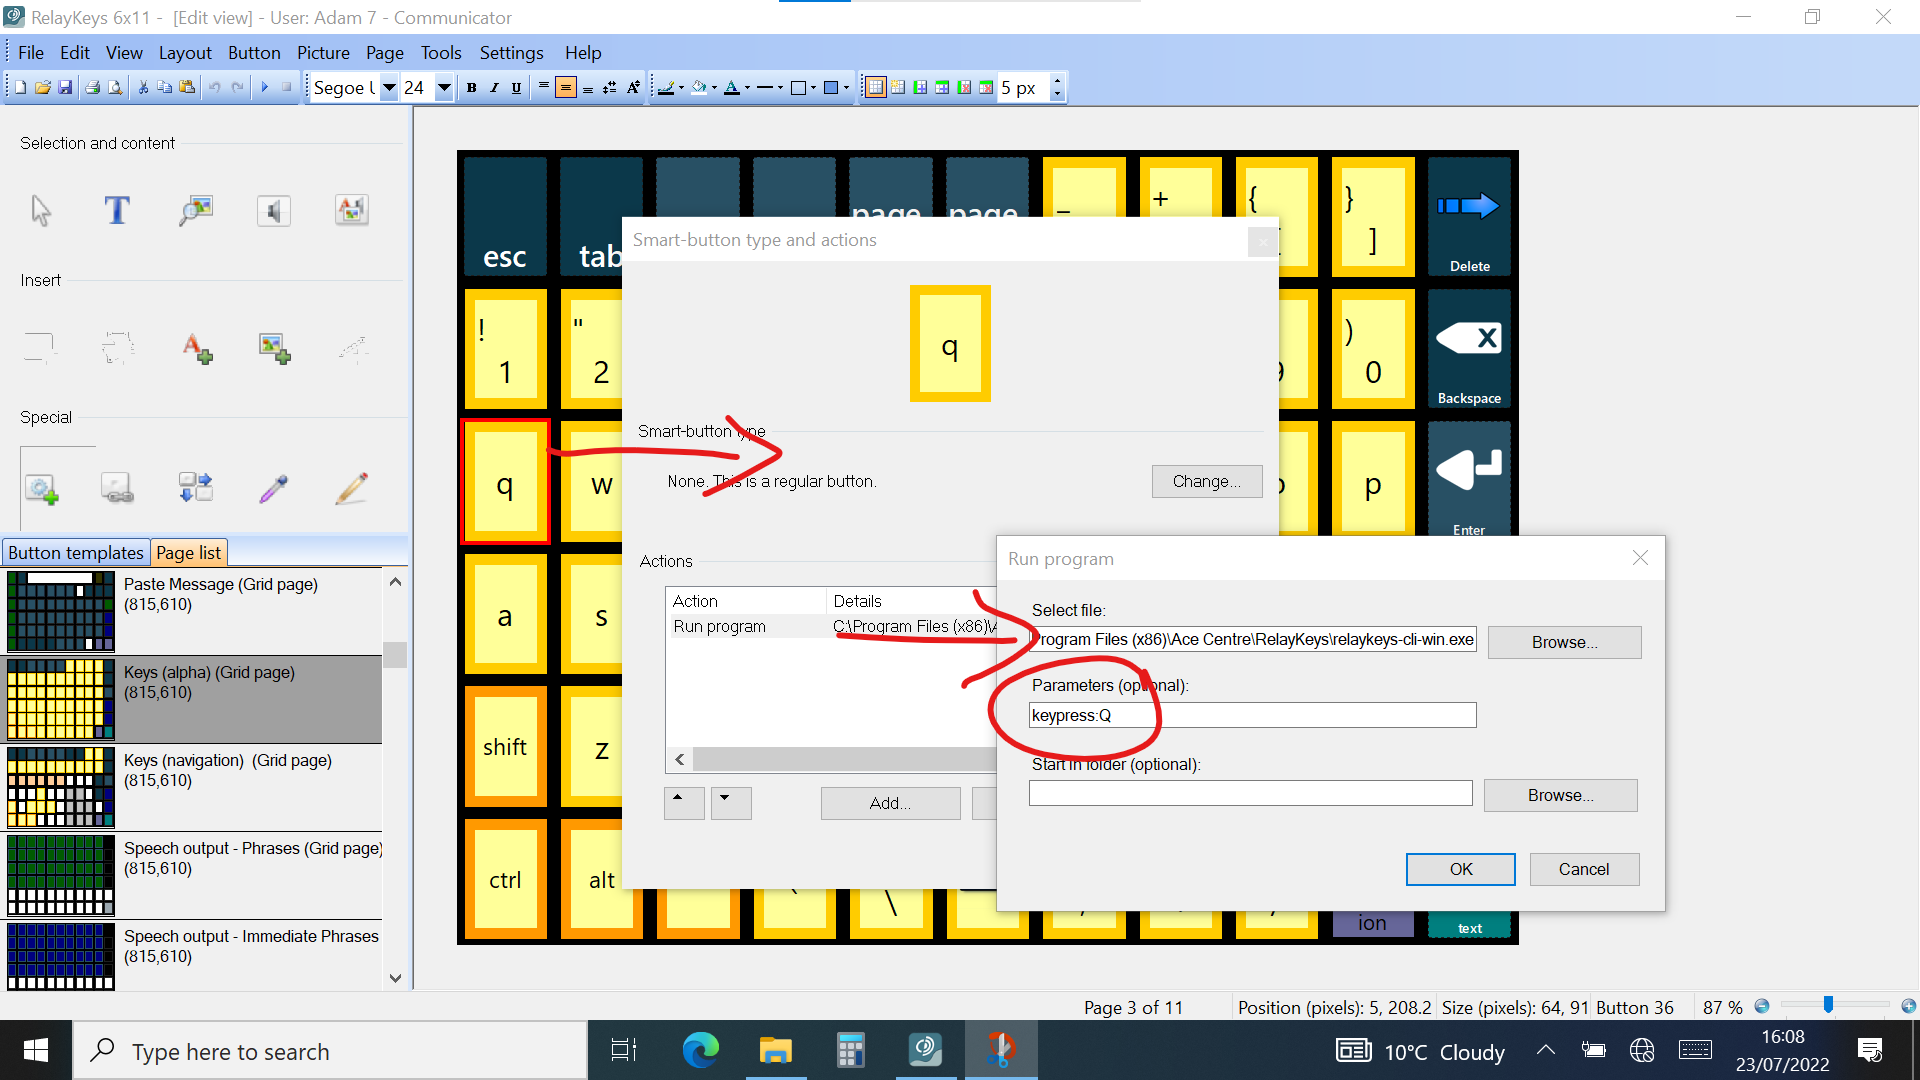 RelayKeys 6x11 - [Edit view] - User: Adam 7 - Communicator
File Edit View Layout Button Picture Page Tools Settings Help
Segoe U 24 B I U 5 px
Selection and content
Insert
Special
Button templates Page list
Paste Message (Grid page)
(815,610)
Keys (alpha) (Grid page)
(815,610)
Keys (navigation) (Grid page)
(815,610)
Speech output - Phrases (Grid page)
(815,610)
Speech output - Immediate Phrases
(815,610)
esc tab page page _ + { } ] Delete
! 1 " 2 ) 0 Backspace
q w p Enter
a s
shift z
ctrl alt \ ion text
Smart-button type and actions
q
Smart-button type
None. This is a regular button.
Change...
Actions
Action Details
Run program C:\Program Files (x86)\A
Add...
Run program
Select file:
Program Files (x86)\Ace Centre\RelayKeys\relaykeys-cli-win.exe
Browse...
Parameters (optional):
keypress:Q
Start in folder (optional):
Browse...
OK Cancel
Page 3 of 11 Position (pixels): 5, 208.2 Size (pixels): 64, 91 Button 36 87 %
Type here to search
10°C Cloudy
16:08
23/07/2022